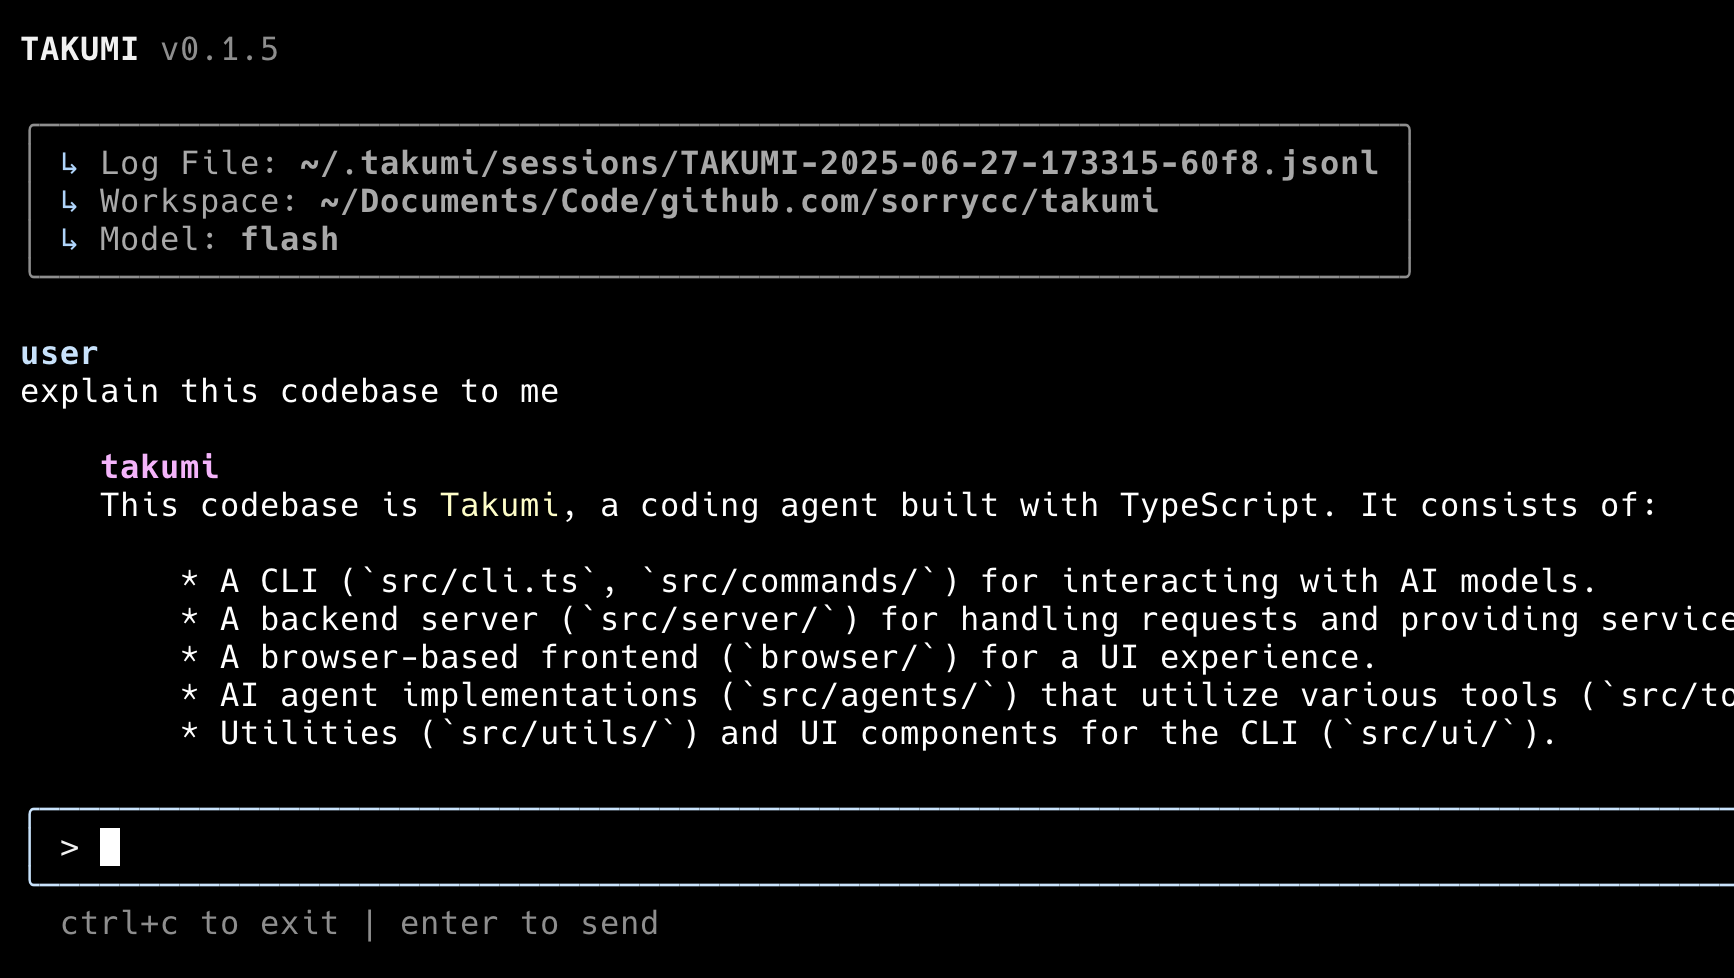 TAKUMI v0.1.5
↳ Log File: ~/.takumi/sessions/TAKUMI-2025-06-27-173315-60f8.jsonl
↳ Workspace: ~/Documents/Code/github.com/sorrycc/takumi
↳ Model: flash
user
explain this codebase to me
takumi
This codebase is Takumi, a coding agent built with TypeScript. It consists of:
* A CLI (`src/cli.ts`, `src/commands/`) for interacting with AI models.
* A backend server (`src/server/`) for handling requests and providing service
* A browser-based frontend (`browser/`) for a UI experience.
* AI agent implementations (`src/agents/`) that utilize various tools (`src/to
* Utilities (`src/utils/`) and UI components for the CLI (`src/ui/`).
>
ctrl+c to exit | enter to send